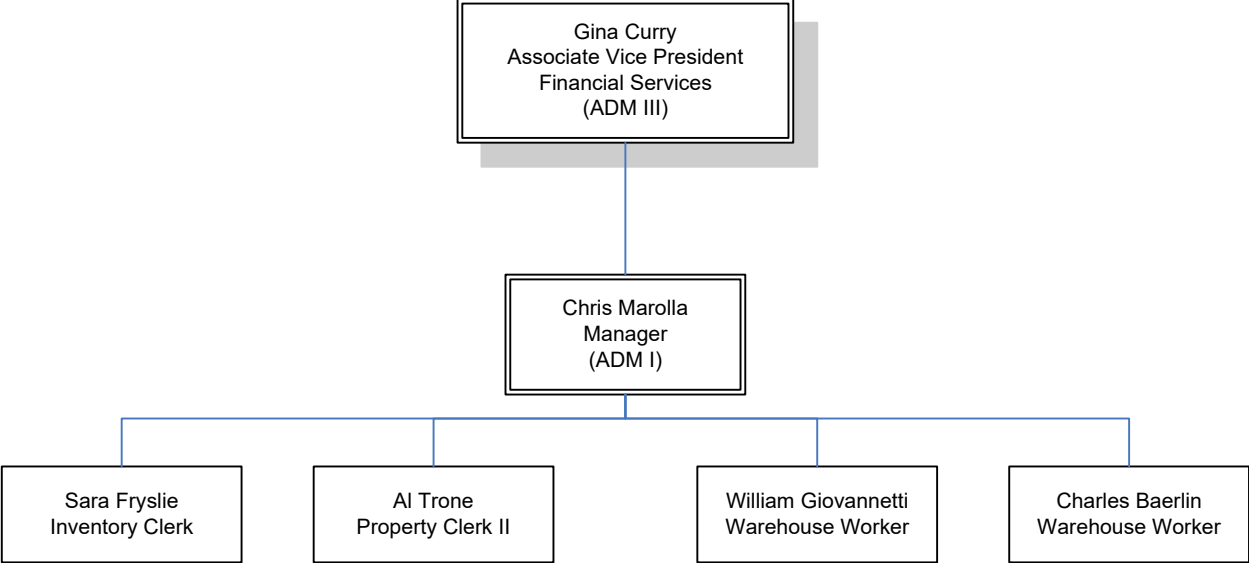 Gina Curry
Associate Vice President
Financial Services
(ADM III)
Chris Marolla
Manager
(ADM I)
Sara Fryslie
Inventory Clerk
Al Trone
Property Clerk II
William Giovannetti
Warehouse Worker
Charles Baerlin
Warehouse Worker